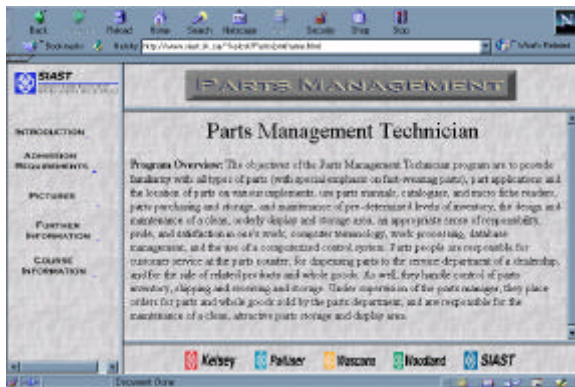 Back
Reload
Home
Search
Netscape
Security
Shop
Stop
Bookmarks
What's Related
SIAST
PARTS MANAGEMENT
INTRODUCTION
ADMISSION
REQUIREMENTS
PICTURES
FURTHER
INFORMATION
COURSE
INFORMATION
Parts Management Technician
Program Overview: The objectives of the Parts Management Technician program are to provide
familiarity with all types of parts (with special emphasis on fast-wearing parts), part applications and
the location of parts on various implements, use parts manuals, catalogues, and micro fiche readers,
parts purchasing and storage, and maintenance of pre-determined levels of inventory, the design and
maintenance of a clean, orderly display and storage area, an appropriate sense of responsibility,
pride, and satisfaction in one's work, computer terminology, work processing, database
management, and the use of a computerized control system. Parts people are responsible for
customer service at the parts counter, for dispensing parts to the service department of a dealership,
and for the sale of related products and whole goods. As well, they handle control of parts
inventory, shipping and receiving and storage. Under supervision of the parts manager, they place
orders for parts and whole goods sold by the parts department, and are responsible for the
maintenance of a clean, attractive parts storage and display area.
Kelsey Palliser Wascana Woodland SIAST
Document Done